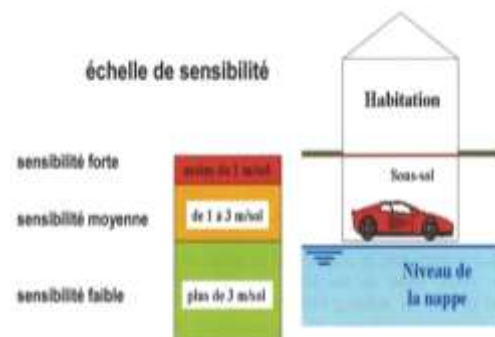 échelle de sensibilité
Habitation
sensibilité forte
moins de 1 m/sol
Sous-sol
sensibilité moyenne
de 1 à 3 m/sol
sensibilité faible
plus de 3 m/sol
Niveau de
la nappe